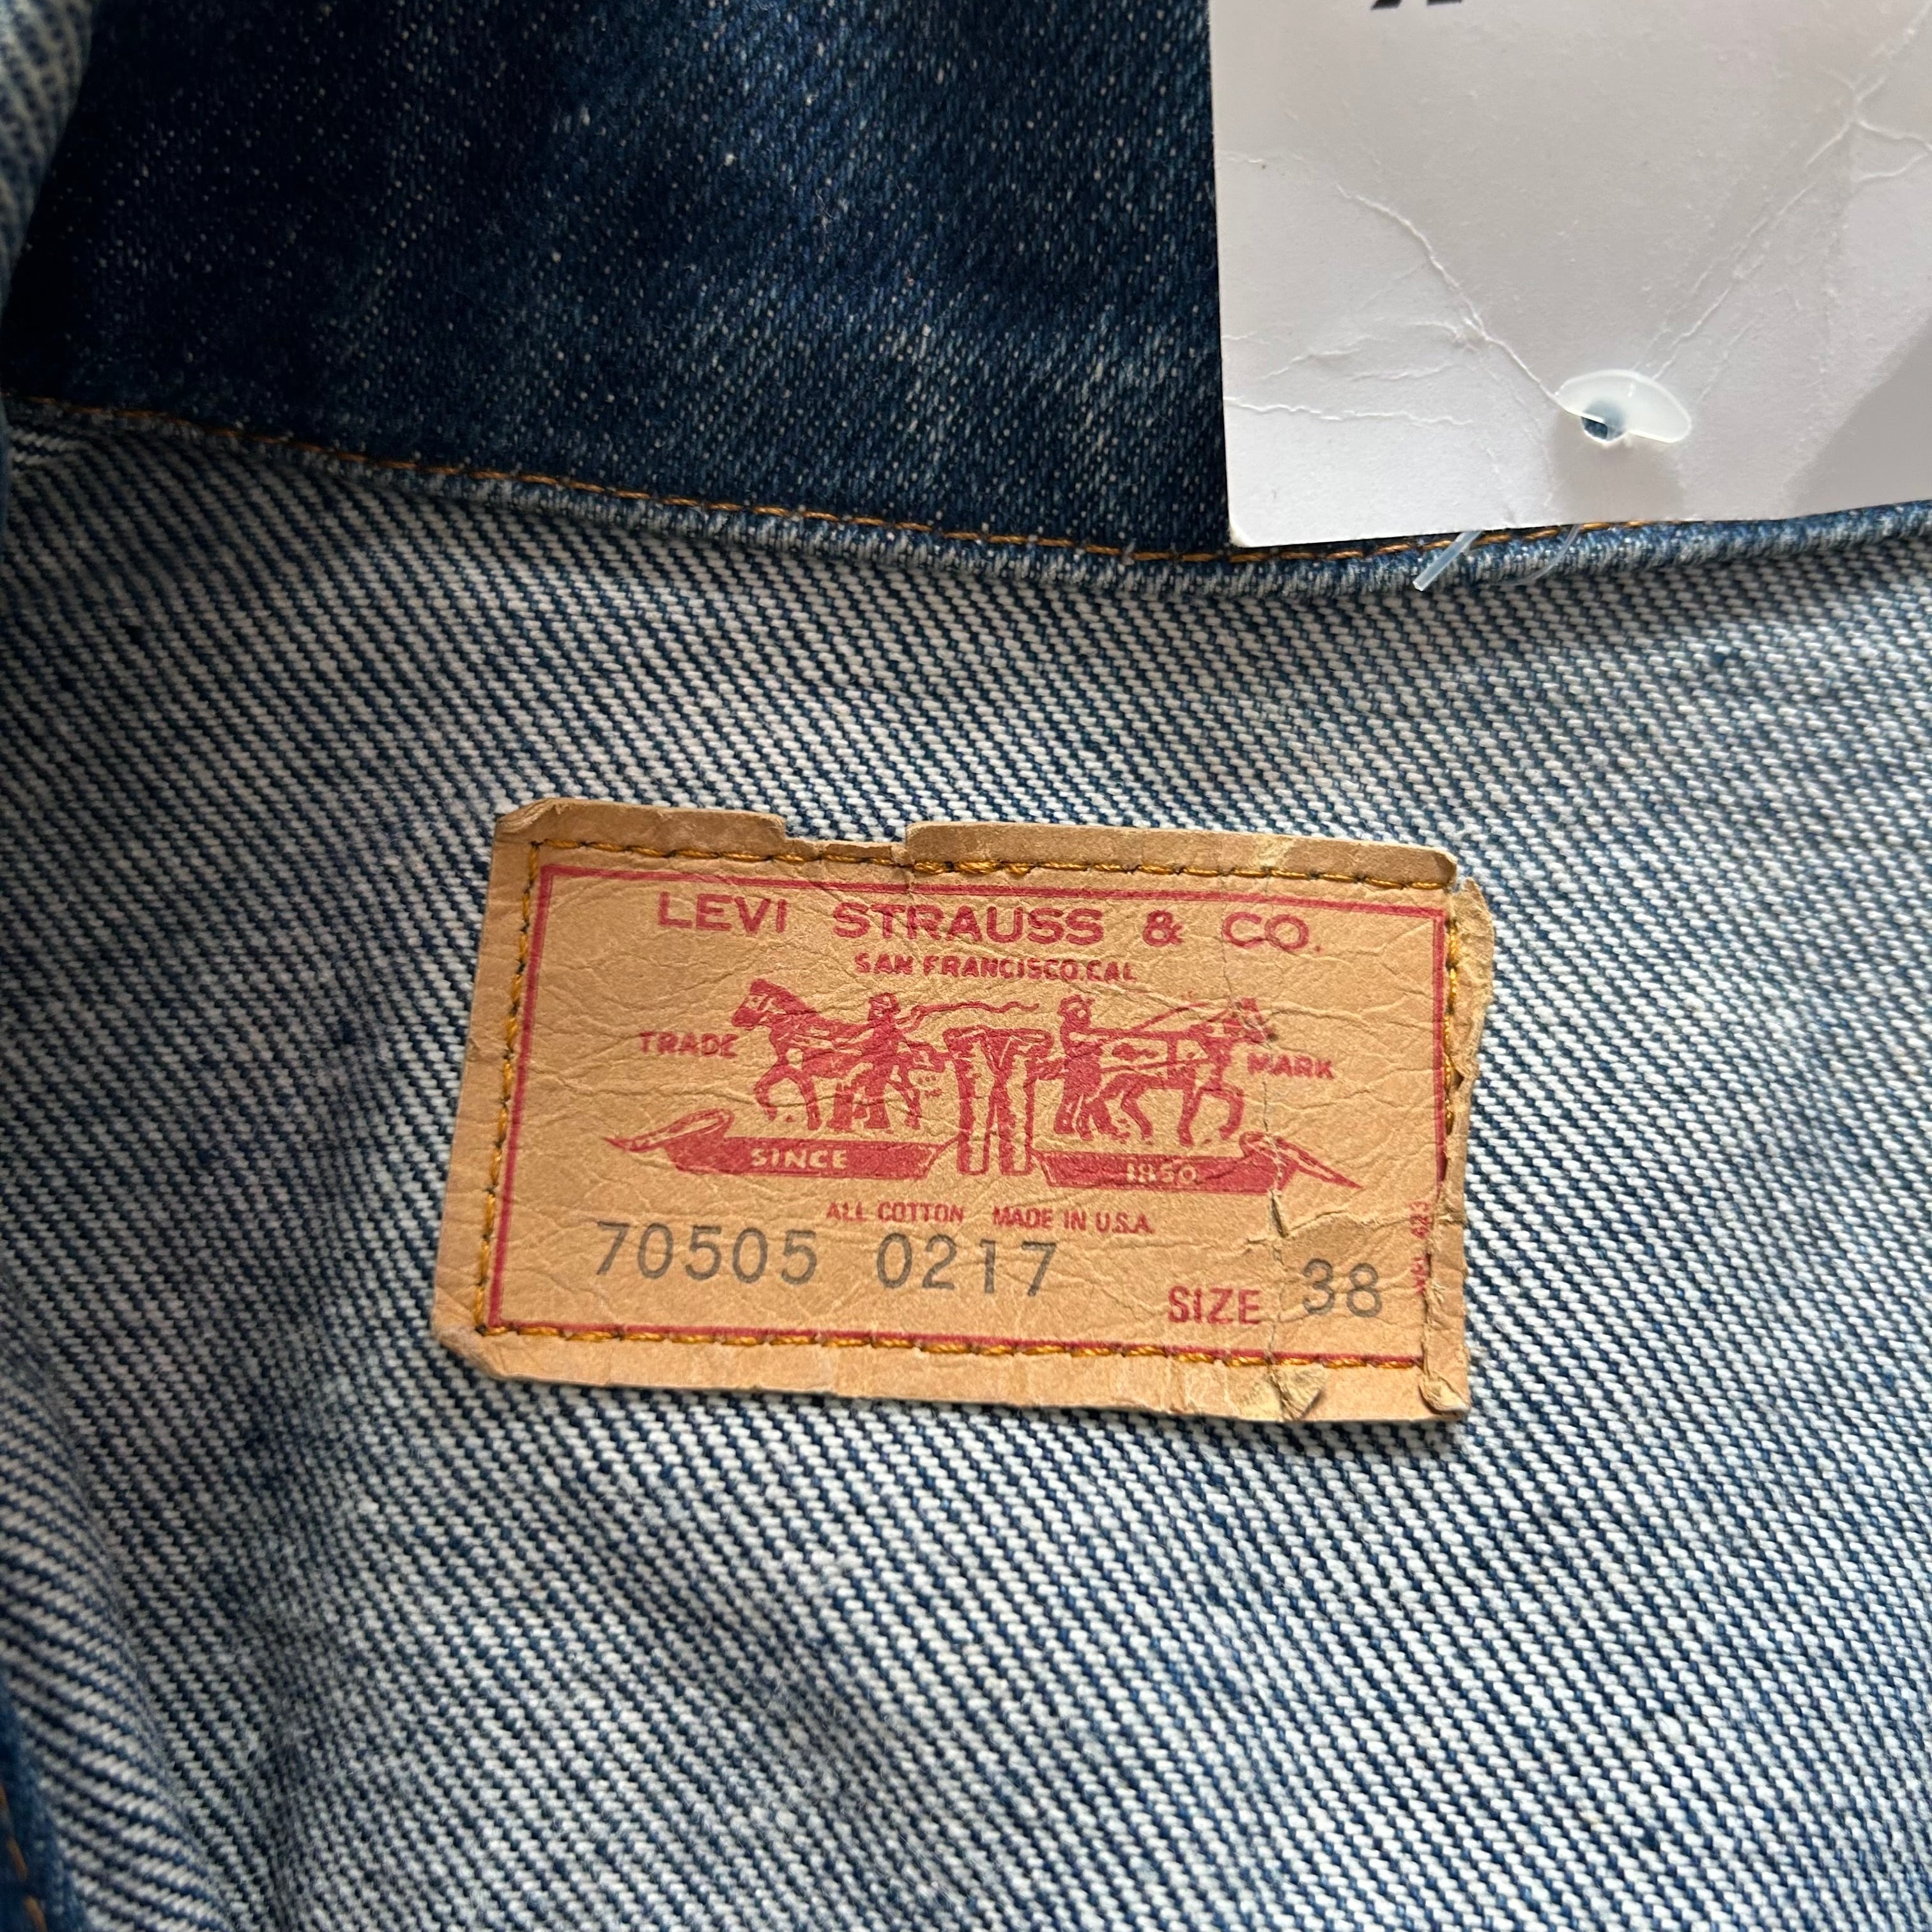 LEVI STRAUSS & CO.
SAN FRANCISCO, CAL
TRADE MARK
SINCE 1850
ALL COTTON MADE IN U.S.A.
70505 0217
SIZE 38